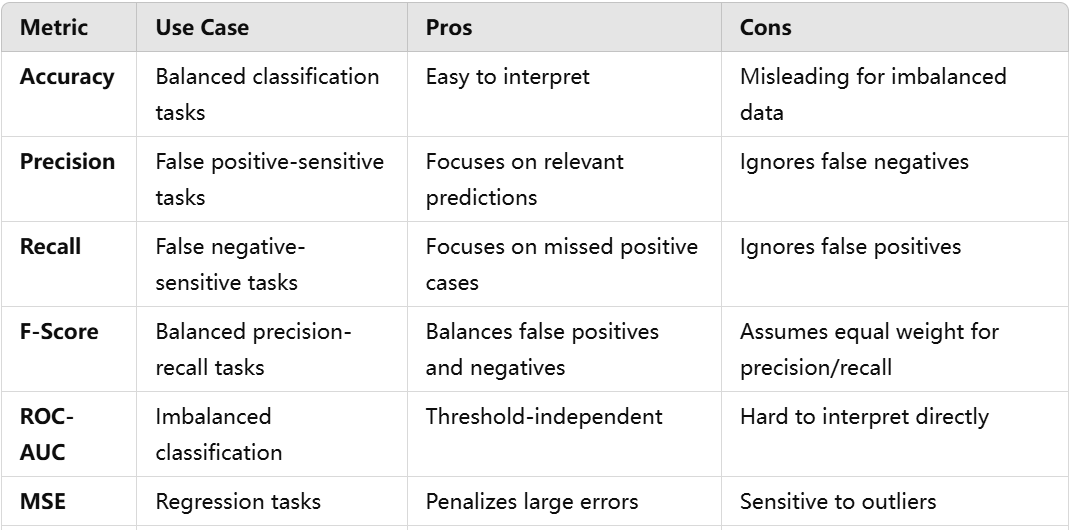 Metric Use Case Pros Cons
Accuracy Balanced classification tasks Easy to interpret Misleading for imbalanced data
Precision False positive-sensitive tasks Focuses on relevant predictions Ignores false negatives
Recall False negative-sensitive tasks Focuses on missed positive cases Ignores false positives
F-Score Balanced precision-recall tasks Balances false positives and negatives Assumes equal weight for precision/recall
ROC-AUC Imbalanced classification Threshold-independent Hard to interpret directly
MSE Regression tasks Penalizes large errors Sensitive to outliers